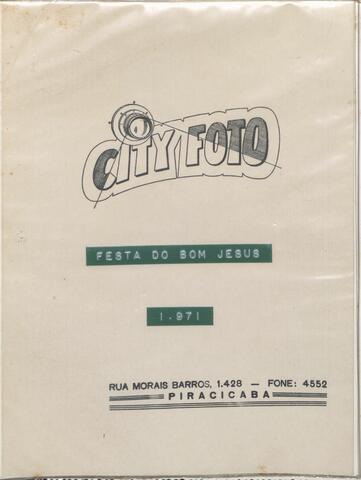 CITY FOTO
FESTA DO BOM JESUS
1.971
RUA MORAIS BARROS, 1.428 — FONE: 4552
PIRACICABA